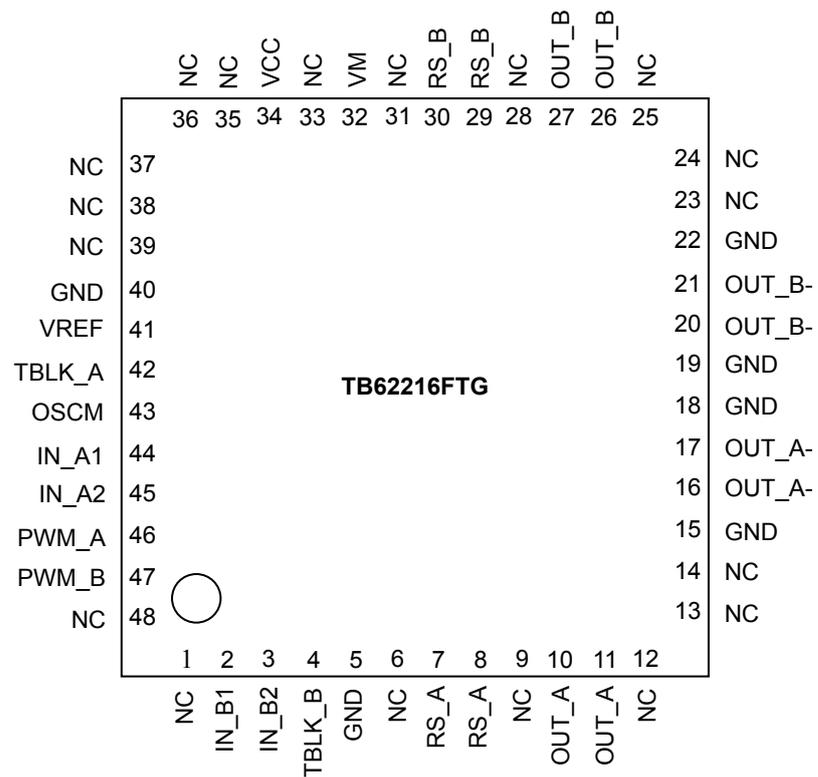 NC NC VCC NC VM NC RS_B RS_B NC OUT_B OUT_B NC
36 35 34 33 32 31 30 29 28 27 26 25
NC 37
24 NC
NC 38
23 NC
NC 39
22 GND
GND 40
21 OUT_B-
VREF 41
20 OUT_B-
TBLK_A 42
19 GND
TB62216FTG
OSCM 43
18 GND
IN_A1 44
17 OUT_A-
IN_A2 45
16 OUT_A-
PWM_A 46
15 GND
PWM_B 47
14 NC
NC 48
13 NC
1 2 3 4 5 6 7 8 9 10 11 12
NC IN_B1 IN_B2 TBLK_B GND NC RS_A RS_A NC OUT_A OUT_A NC